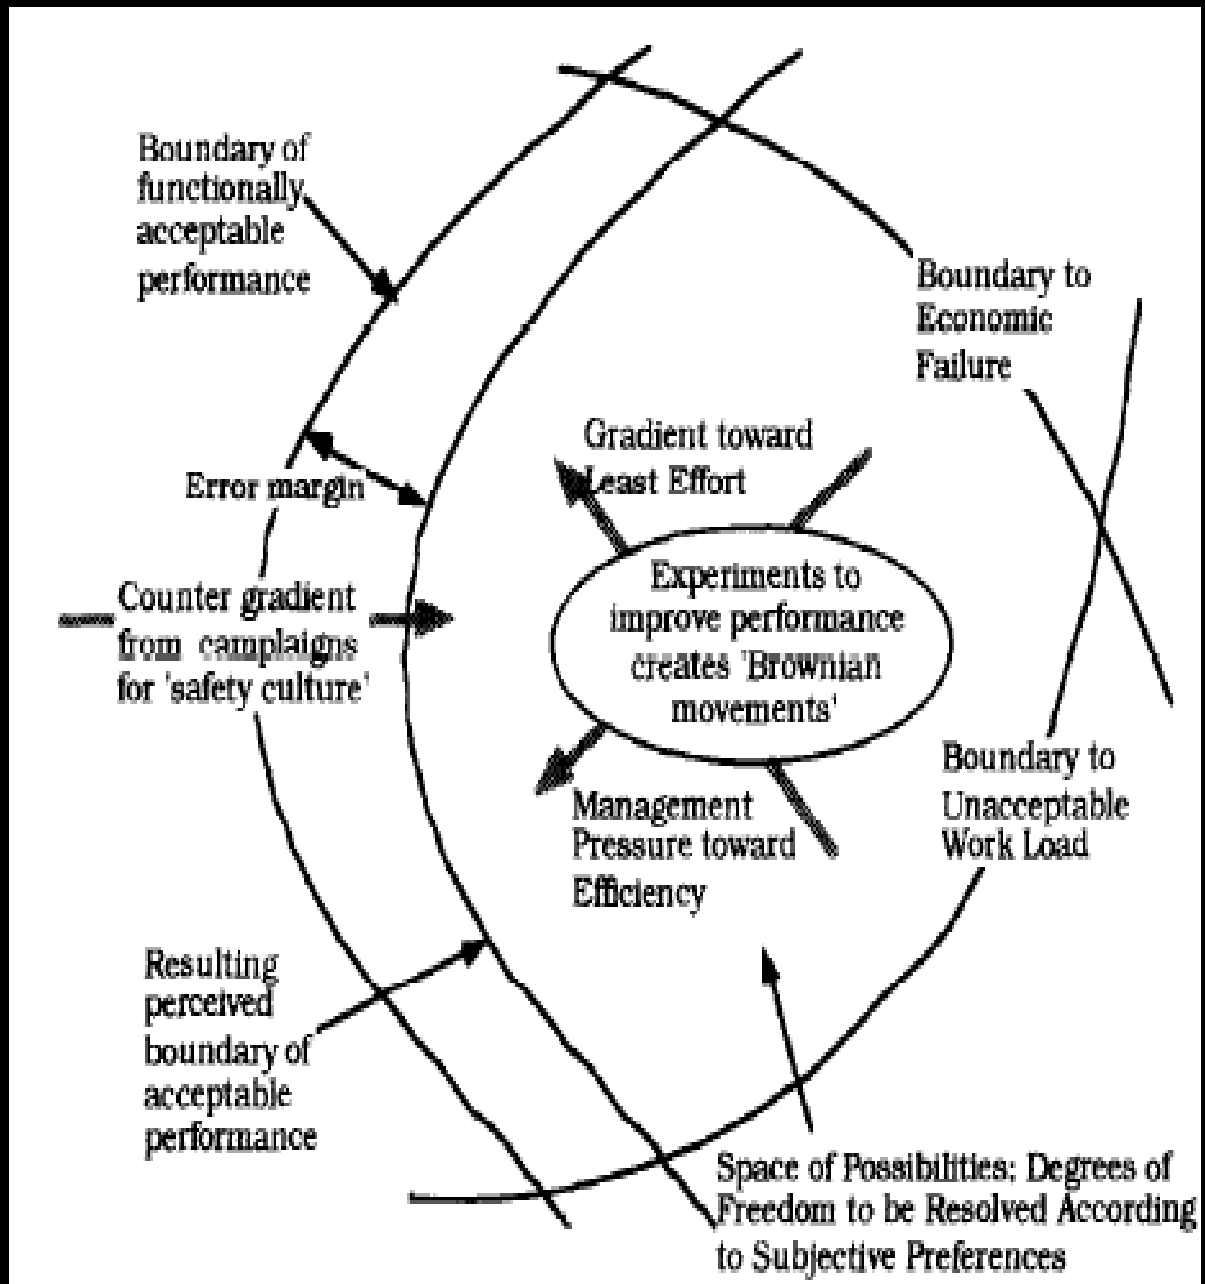 Boundary of
functionally
acceptable
performance
Boundary to
Economic
Failure
Gradient toward
Least Effort
Error margin
Experiments to
improve performance
creates 'Brownian
movements'
Counter gradient
from camplaigns
for 'safety culture'
Management
Pressure toward
Efficiency
Boundary to
Unacceptable
Work Load
Resulting
perceived
boundary of
acceptable
performance
Space of Possibilities; Degrees of
Freedom to be Resolved According
to Subjective Preferences